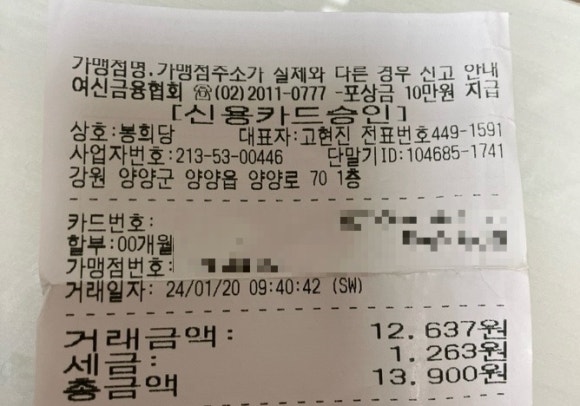 가맹점명,가맹점주소가 실제와 다른 경우 신고 안내
여신금융협회 ☏(02)2011-0777 -포상금 10만원 지급
[신용카드승인]
상호:봉희당 대표자:고현진 전표번호449-1591
사업자번호:213-53-00446 단말기ID:104685-1741
강원 양양군 양양읍 양양로 70 1층
카드번호:
할부:00개월
가맹점번호:
거래일자: 24/01/20 09:40:42 (SW)
거래금액: 12.637원
세금: 1.263원
총금액 13.900원